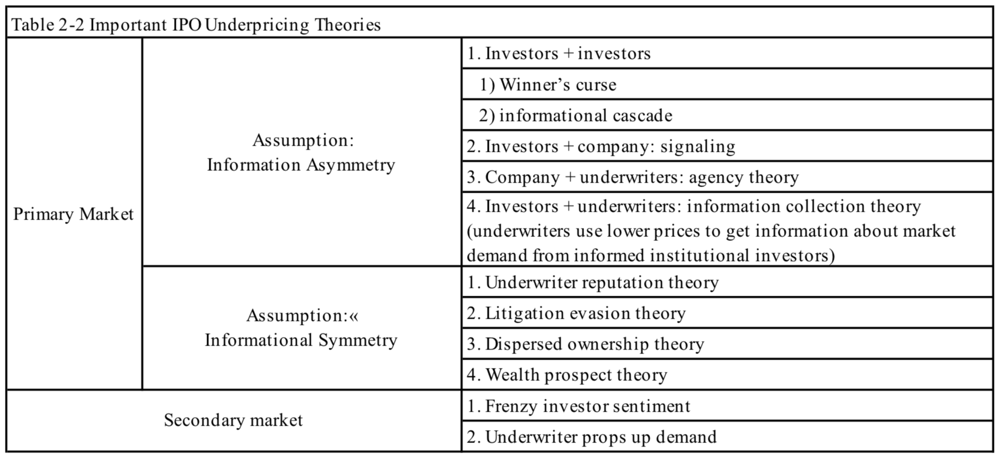 Table 2-2 Important IPO Underpricing Theories
Primary Market
Assumption:
Information Asymmetry
1. Investors + investors
1) Winner’s curse
2) informational cascade
2. Investors + company: signaling
3. Company + underwriters: agency theory
4. Investors + underwriters: information collection theory
(underwriters use lower prices to get information about market
demand from informed institutional investors)
Assumption:«
Informational Symmetry
1. Underwriter reputation theory
2. Litigation evasion theory
3. Dispersed ownership theory
4. Wealth prospect theory
Secondary market
1. Frenzy investor sentiment
2. Underwriter props up demand